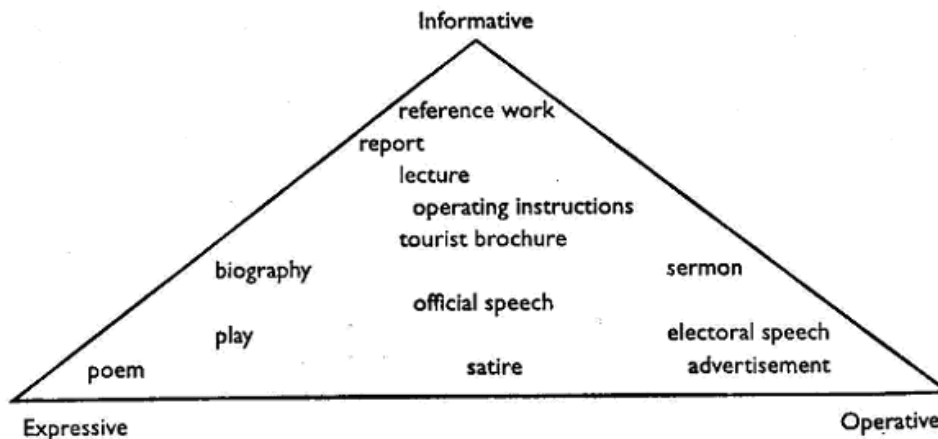 Informative
reference work
report
lecture
operating instructions
tourist brochure
biography
sermon
official speech
play
electoral speech
poem
satire
advertisement
Expressive
Operative